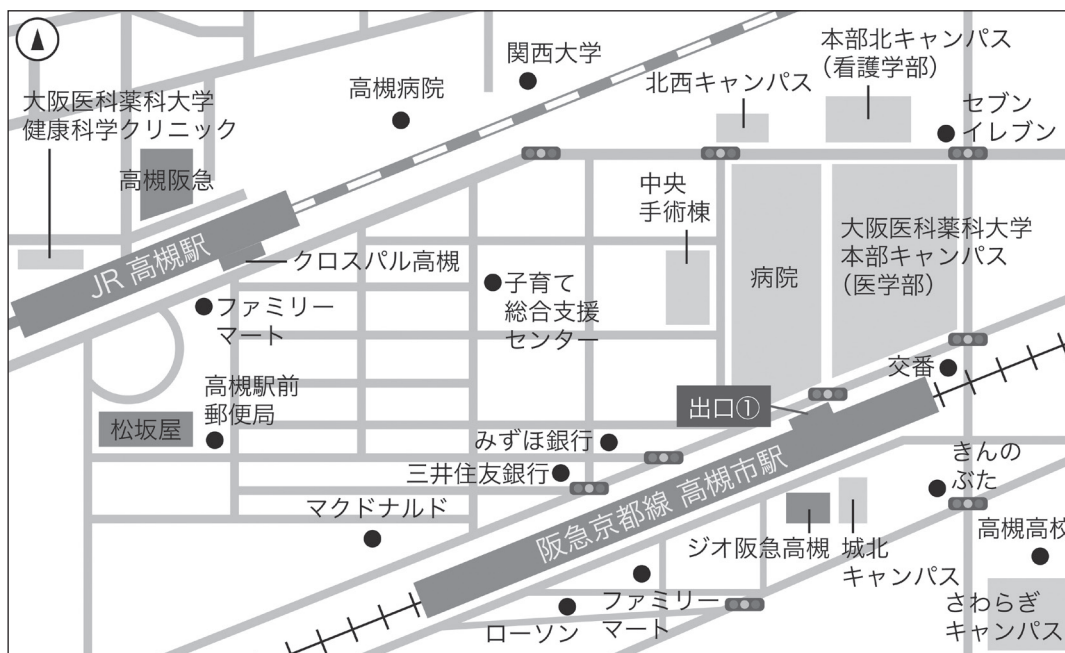 関西大学
高槻病院
本部北キャンパス
(看護学部)
北西キャンパス
セブン
イレブン
大阪医科薬科大学
健康科学クリニック
高槻阪急
中央
手術棟
大阪医科薬科大学
本部キャンパス
(医学部)
病院
JR 高槻駅
クロスパル高槻
子育て
総合支援
センター
ファミリー
マート
交番
高槻駅前
郵便局
出口①
松坂屋
みずほ銀行
三井住友銀行
きんの
ぶた
阪急京都線 高槻市駅
マクドナルド
ジオ阪急高槻
城北
キャンパス
高槻高校
ファミリー
マート
ローソン
さわらぎ
キャンパス